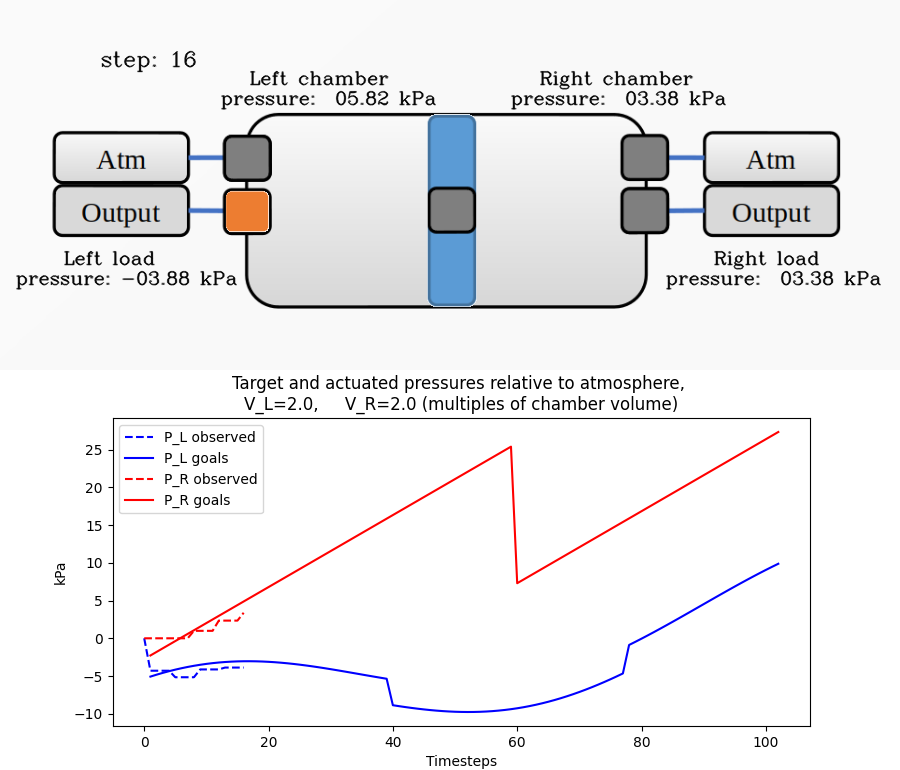 step: 16
Left chamber
pressure: 05.82 kPa
Right chamber
pressure: 03.38 kPa
Atm
Output
Atm
Output
Left load
pressure: -03.88 kPa
Right load
pressure: 03.38 kPa
Target and actuated pressures relative to atmosphere,
V_L=2.0, V_R=2.0 (multiples of chamber volume)
P_L observed
P_L goals
P_R observed
P_R goals
25
20
15
10
5
0
−5
−10
kPa
0 20 40 60 80 100
Timesteps